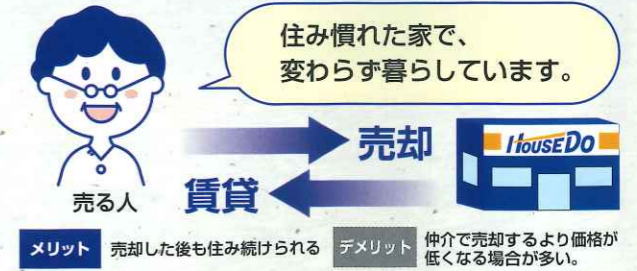 住み慣れた家で、
変わらず暮らしています。
売却
HouseDo
賃貸
売る人
メリット 売却した後も住み続けられる
デメリット 仲介で売却するより価格が
低くなる場合が多い。